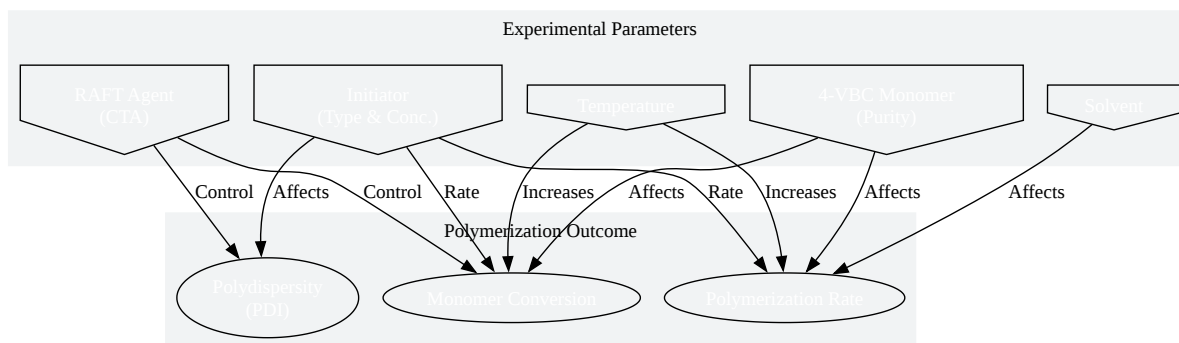 Experimental Parameters
RAFT Agent
(CTA)
Initiator
(Type & Conc.)
Temperature
4-VBC Monomer
(Purity)
Solvent
Control
Affects
Control
Rate
Increases
Affects
Rate
Increases
Affects
Affects
Polymerization Outcome
Polydispersity
(PDI)
Monomer Conversion
Polymerization Rate